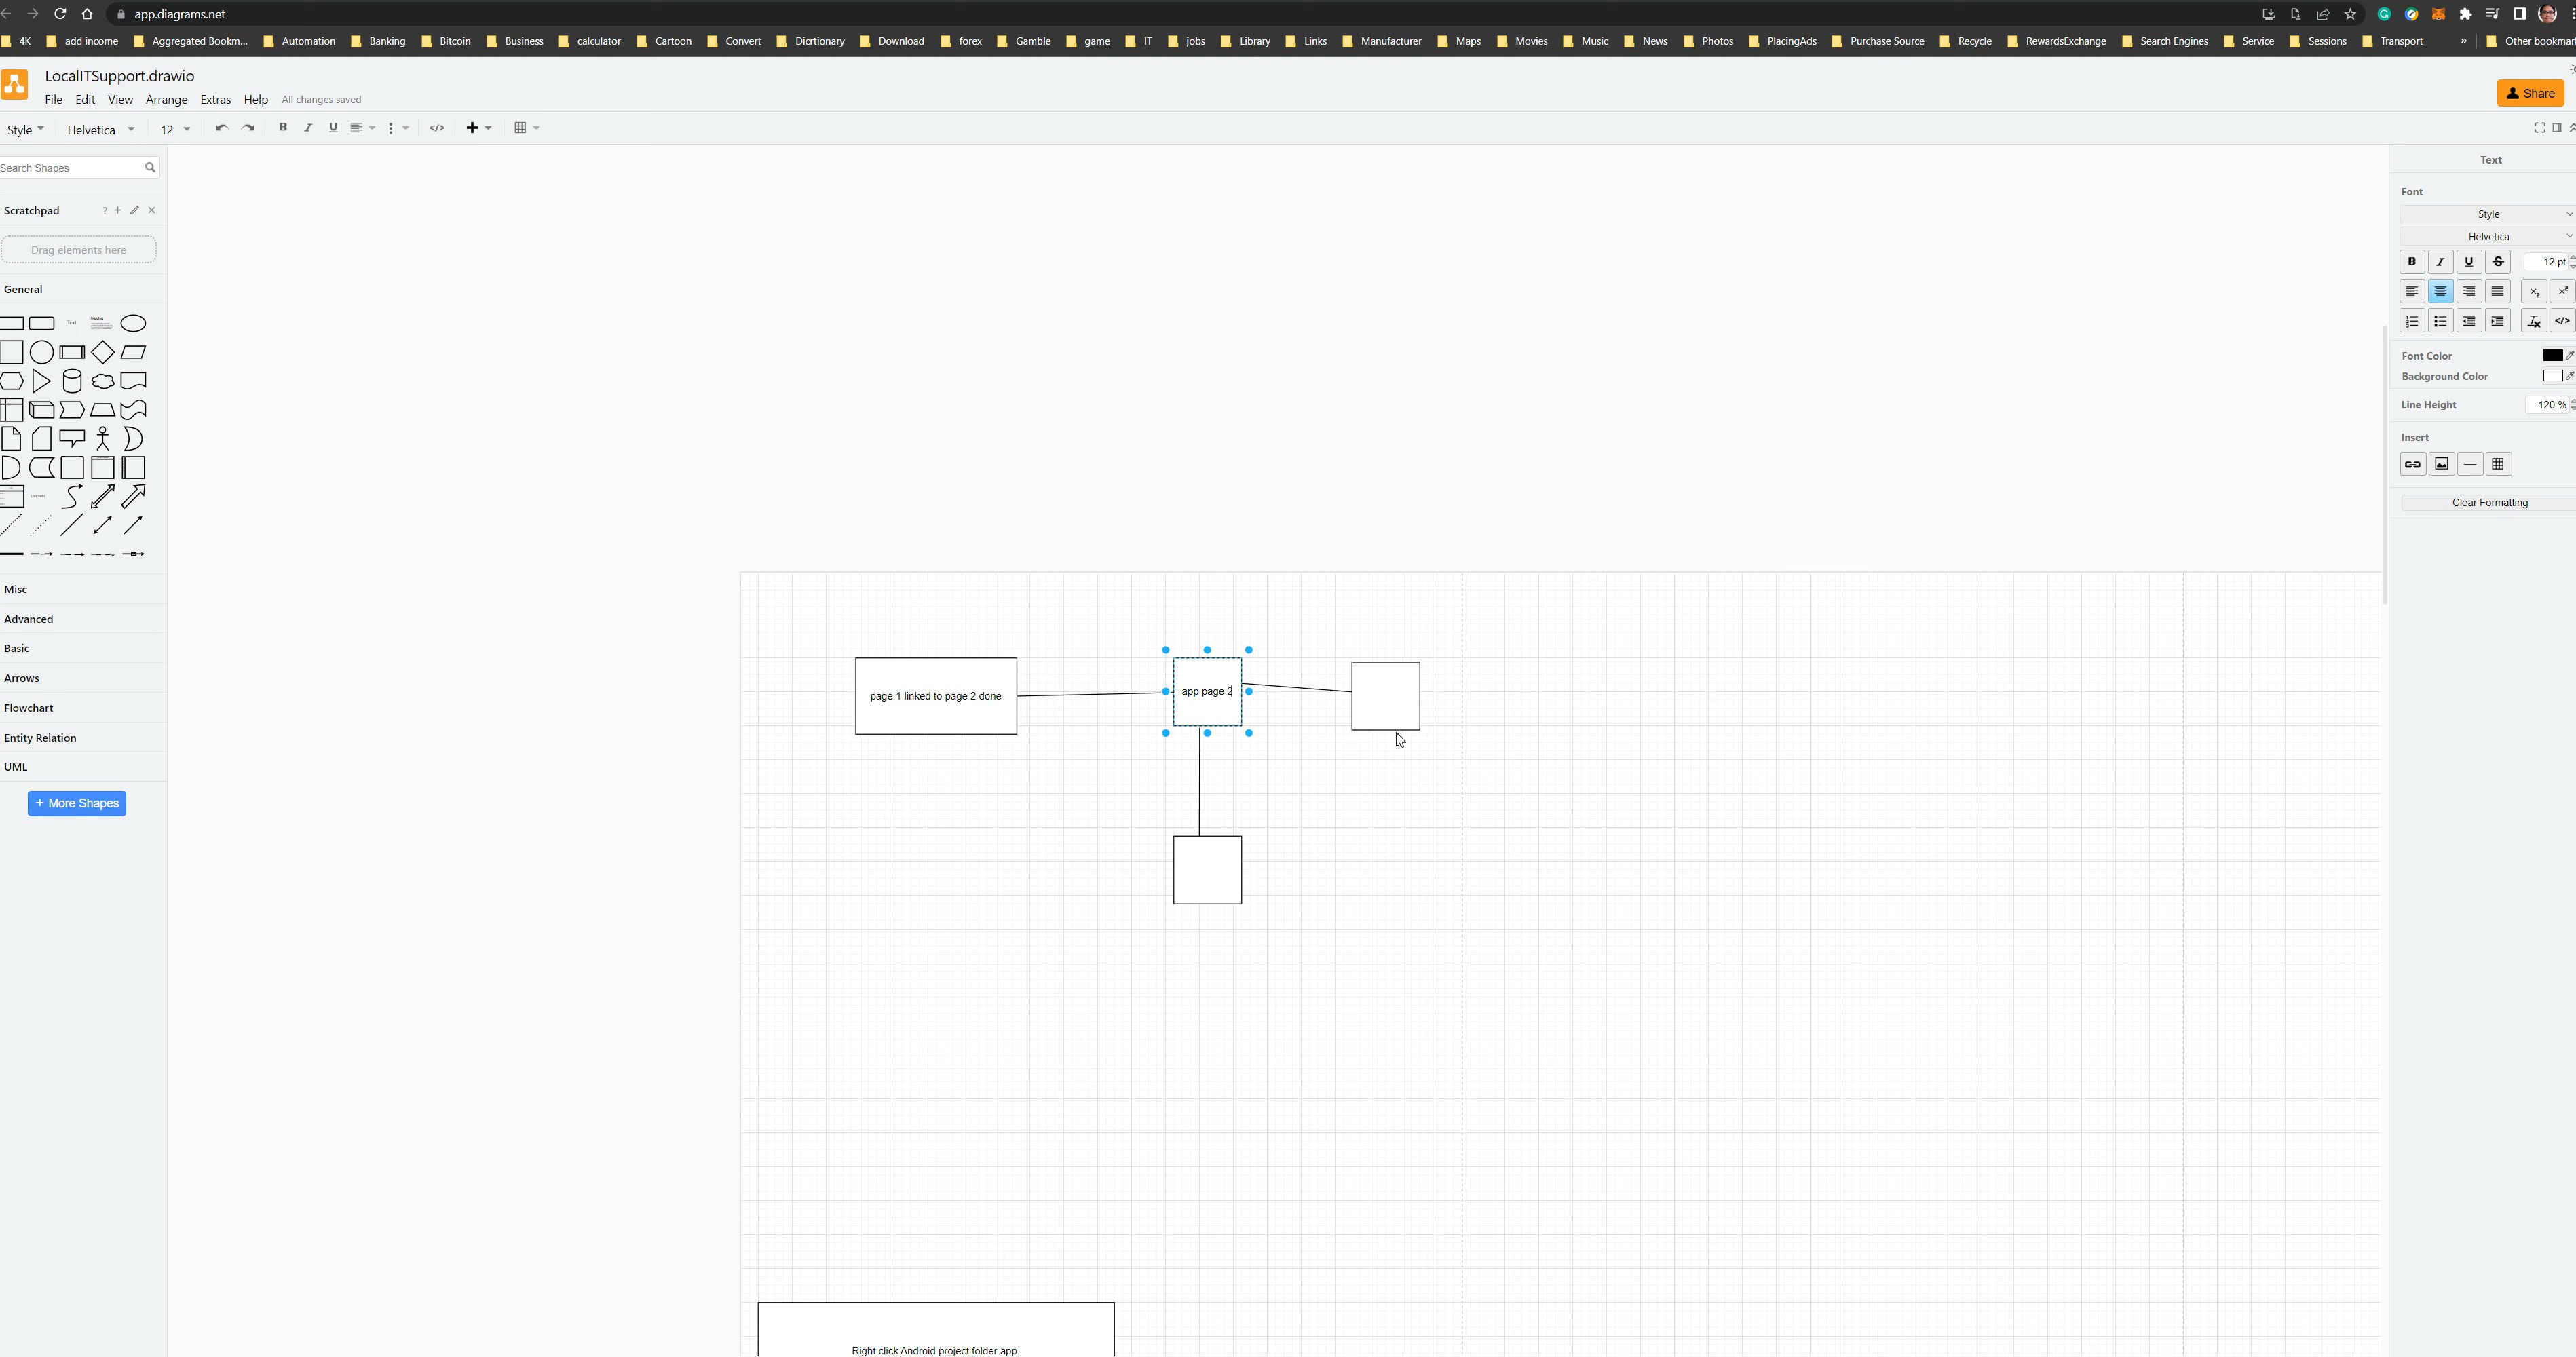 app.diagrams.net
4K add income Aggregated Bookm... Automation Banking Bitcoin Business calculator Cartoon Convert Dicrtionary Download forex Gamble game IT jobs Library Links Manufacturer Maps Movies Music News Photos PlacingAds Purchase Source Recycle RewardsExchange Search Engines Service Sessions Transport » Other bookmar
LocalITSupport.drawio
File Edit View Arrange Extras Help All changes saved
Share
Style Helvetica 12 B I U </>
Search Shapes
Scratchpad ? + ✕
Drag elements here
General
Text
Heading
Misc
Advanced
Basic
Arrows
Flowchart
Entity Relation
UML
+ More Shapes
page 1 linked to page 2 done
app page 2
Right click Android project folder app.
Text
Font
Style
Helvetica
B I U S 12 pt
Font Color
Background Color
Line Height 120 %
Insert
Clear Formatting